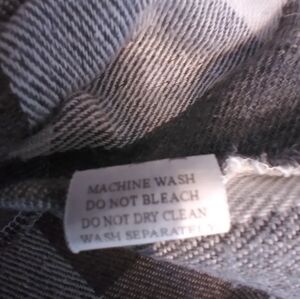 MACHINE WASH
DO NOT BLEACH
DO NOT DRY CLEAN
WASH SEPARATELY